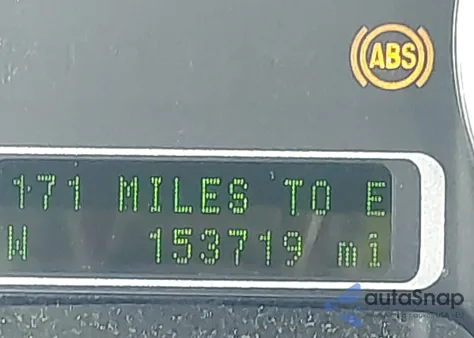 ABS
171 MILES TO E
W 153719 mi
autoSnap